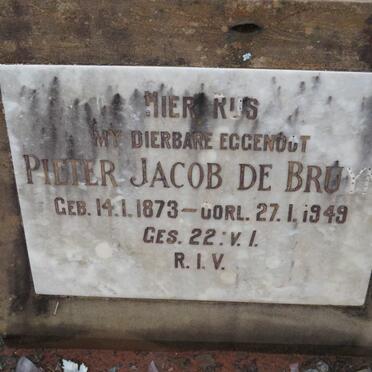 HIER RUS
MY DIERBARE EGGENOOT
PIETER JACOB DE BRUYN
GEB. 14.1.1873 – OORL. 27.1.1949
GES. 22: V. 1.
R. I. V.